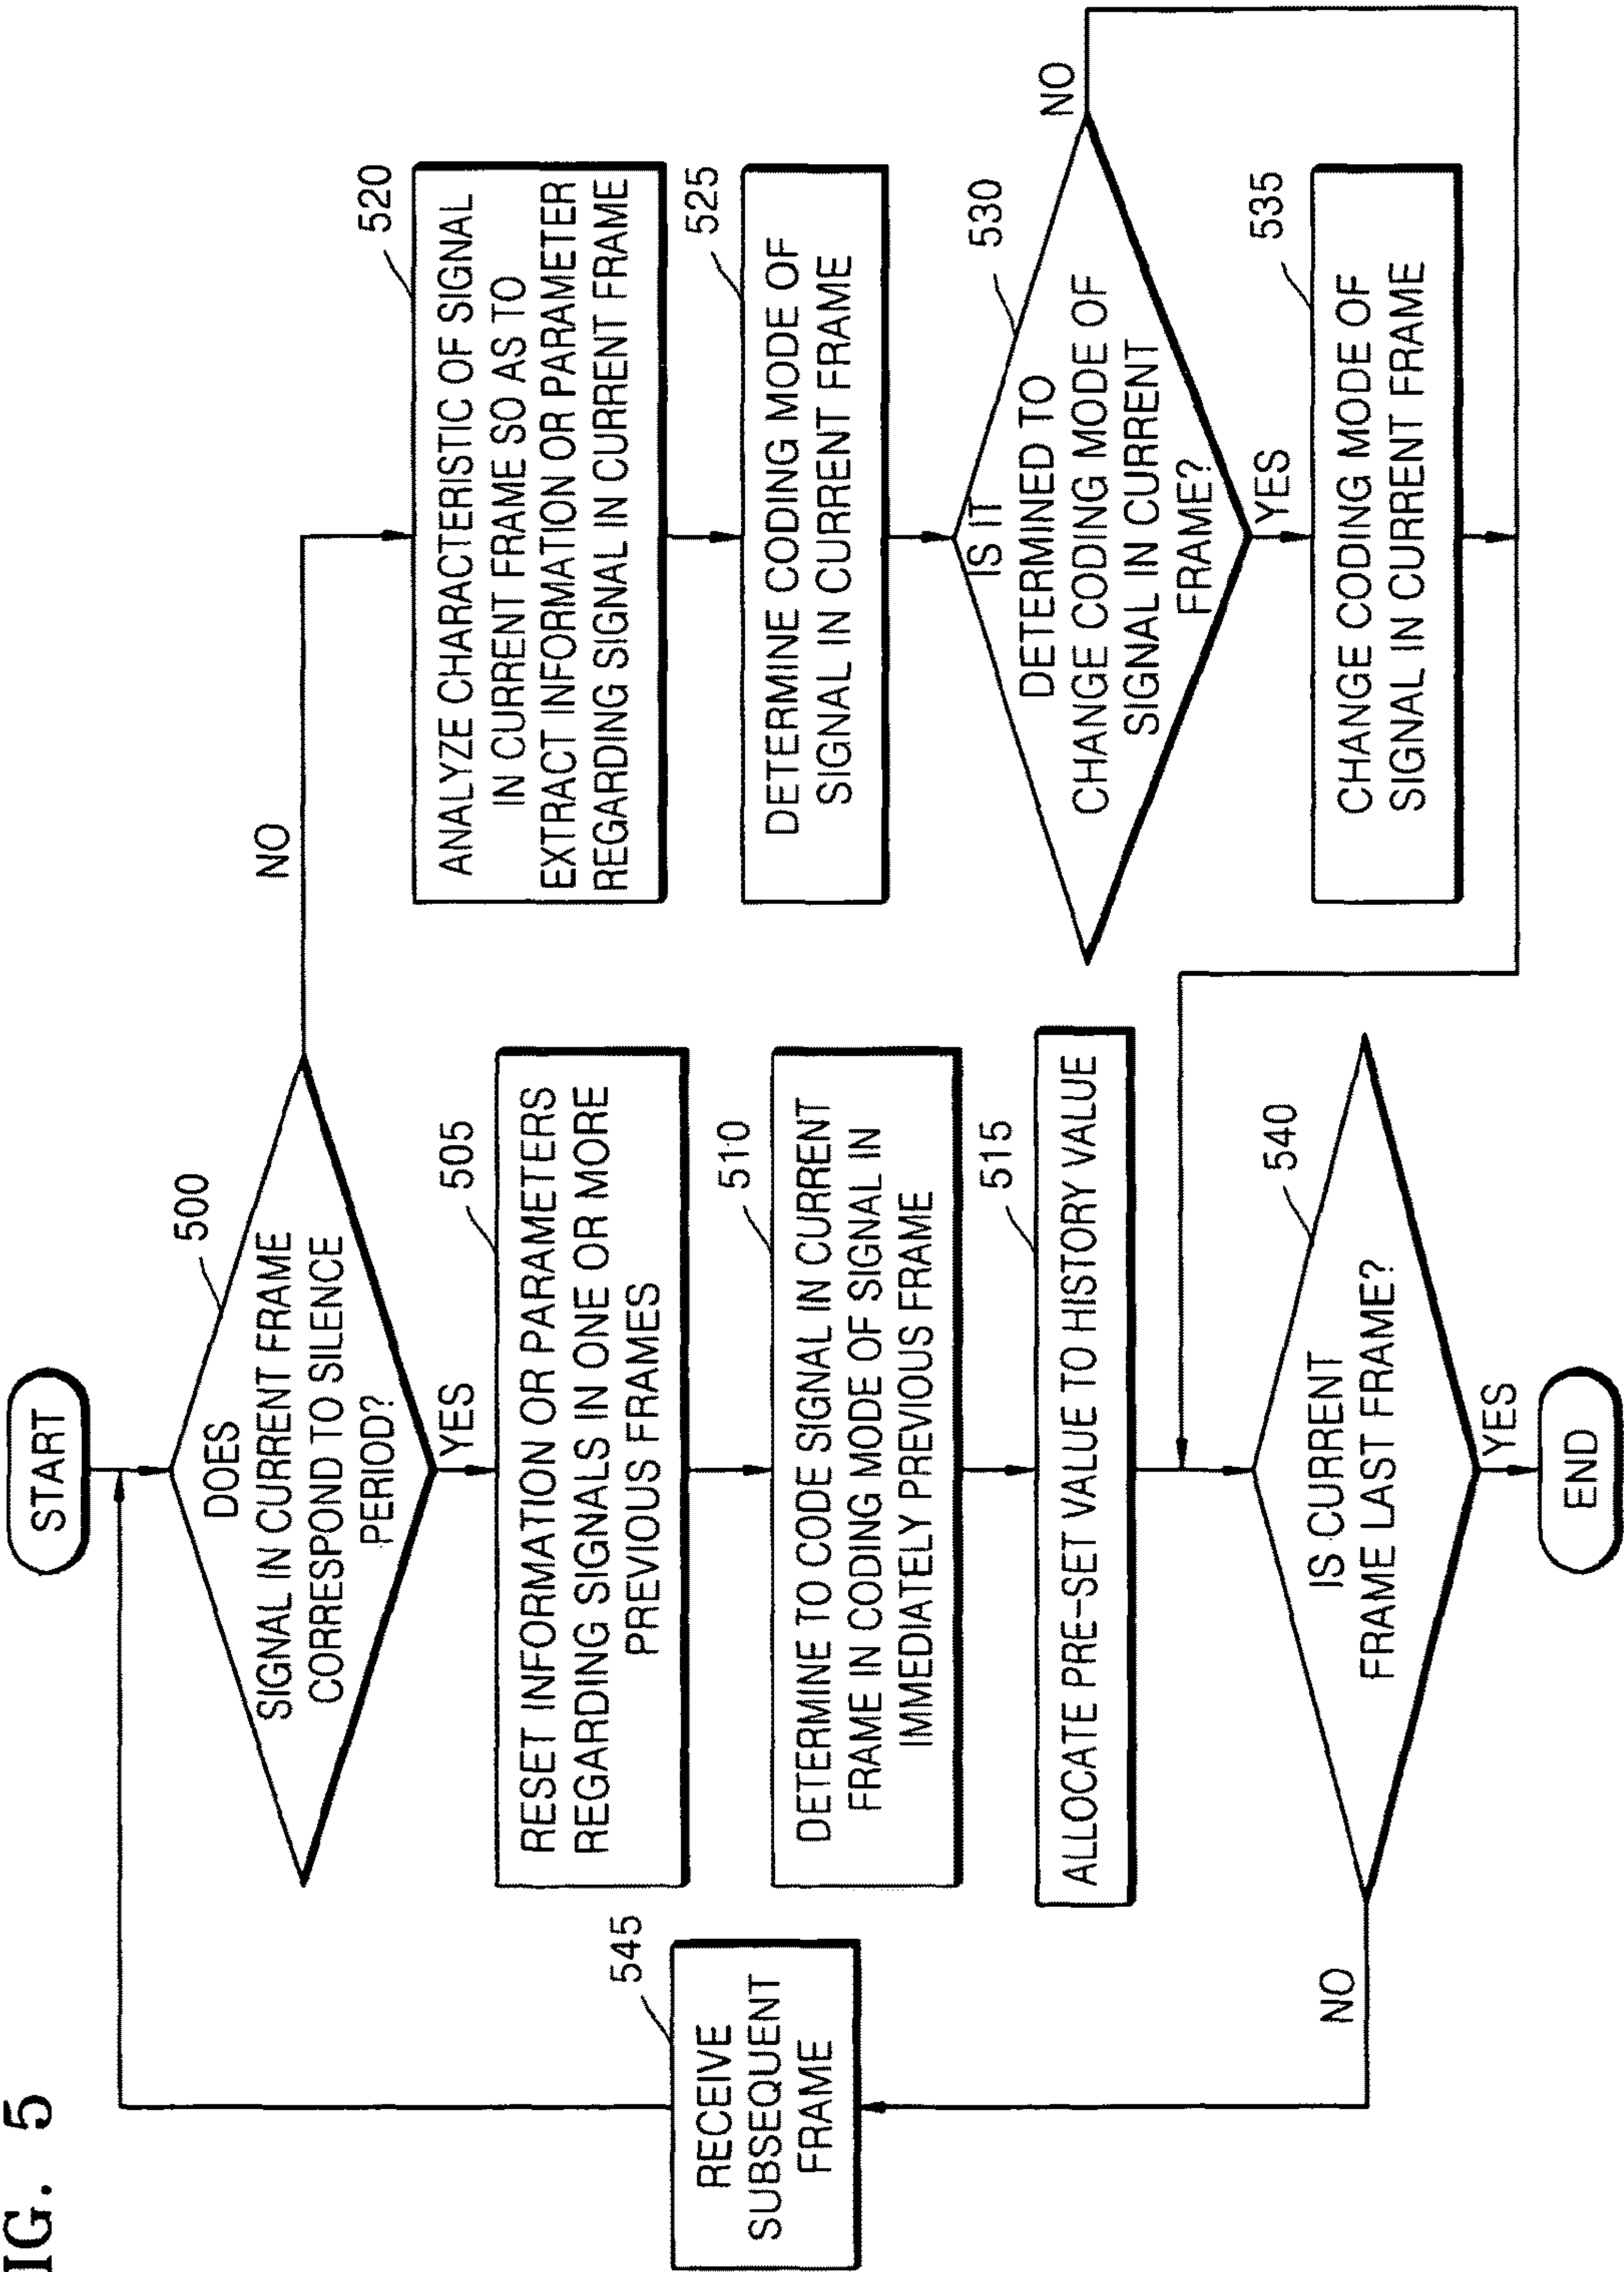 IG. 5
START
500
DOES
SIGNAL IN CURRENT FRAME
CORRESPOND TO SILENCE
PERIOD?
NO
YES
505
RESET INFORMATION OR PARAMETERS
REGARDING SIGNALS IN ONE OR MORE
PREVIOUS FRAMES
510
DETERMINE TO CODE SIGNAL IN CURRENT
FRAME IN CODING MODE OF SIGNAL IN
IMMEDIATELY PREVIOUS FRAME
515
ALLOCATE PRE-SET VALUE TO HISTORY VALUE
520
ANALYZE CHARACTERISTIC OF SIGNAL
IN CURRENT FRAME SO AS TO
EXTRACT INFORMATION OR PARAMETER
REGARDING SIGNAL IN CURRENT FRAME
525
DETERMINE CODING MODE OF
SIGNAL IN CURRENT FRAME
530
IS IT
DETERMINED TO
CHANGE CODING MODE OF
SIGNAL IN CURRENT
FRAME?
NO
YES
535
CHANGE CODING MODE OF
SIGNAL IN CURRENT FRAME
540
IS CURRENT
FRAME LAST FRAME?
NO
YES
545
RECEIVE
SUBSEQUENT
FRAME
END